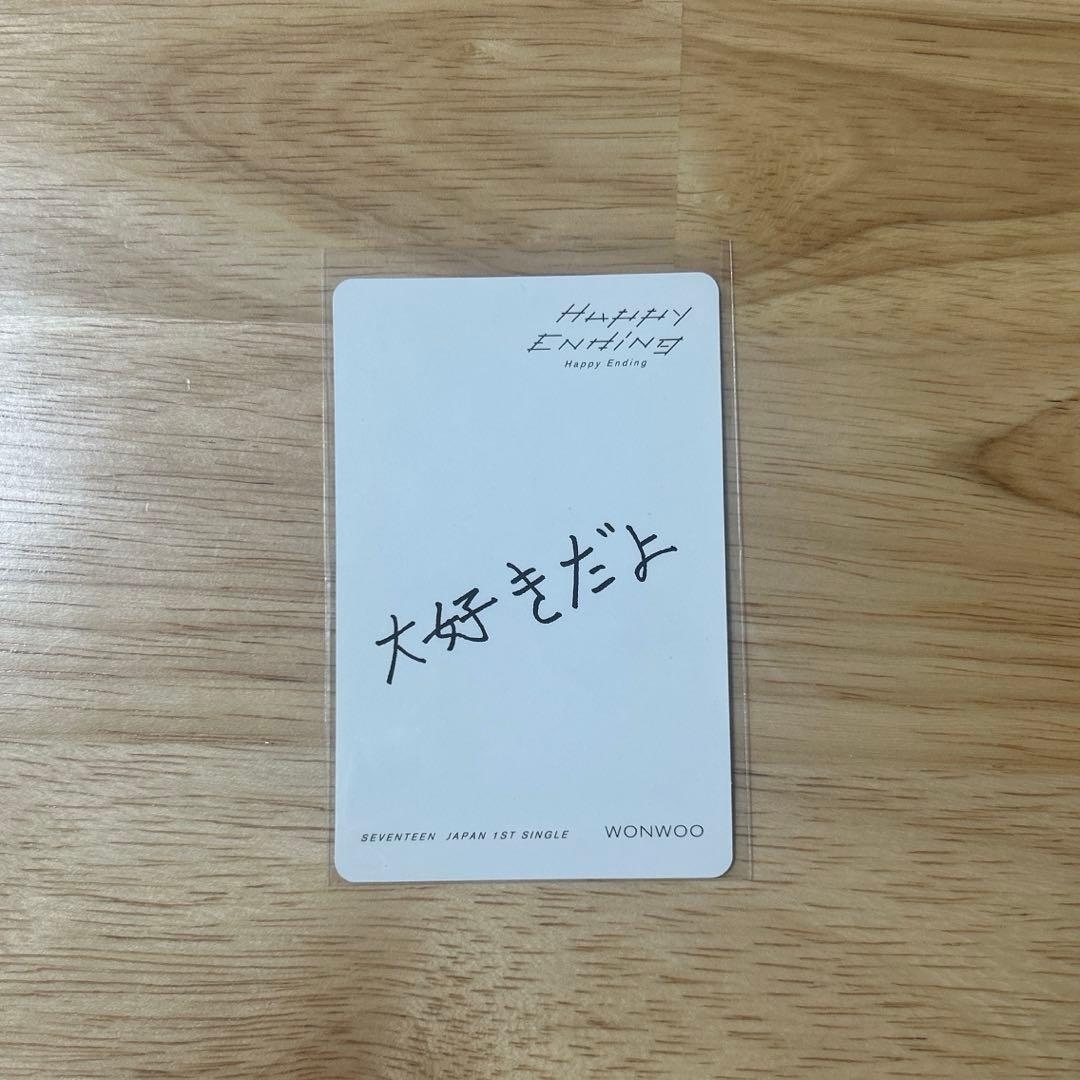 Happy
Ending
Happy Ending
大好きだよ
SEVENTEEN JAPAN 1ST SINGLE WONWOO